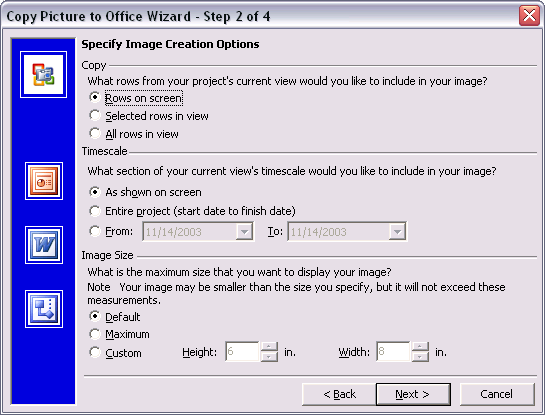 Copy Picture to Office Wizard - Step 2 of 4
Specify Image Creation Options
Copy
What rows from your project's current view would you like to include in your image?
Rows on screen
Selected rows in view
All rows in view
Timescale
What section of your current view's timescale would you like to include in your image?
As shown on screen
Entire project (start date to finish date)
From: 11/14/2003 To: 11/14/2003
Image Size
What is the maximum size that you want to display your image?
Note Your image may be smaller than the size you specify, but it will not exceed these
measurements.
Default
Maximum
Custom Height: 6 in. Width: 8 in.
< Back Next > Cancel